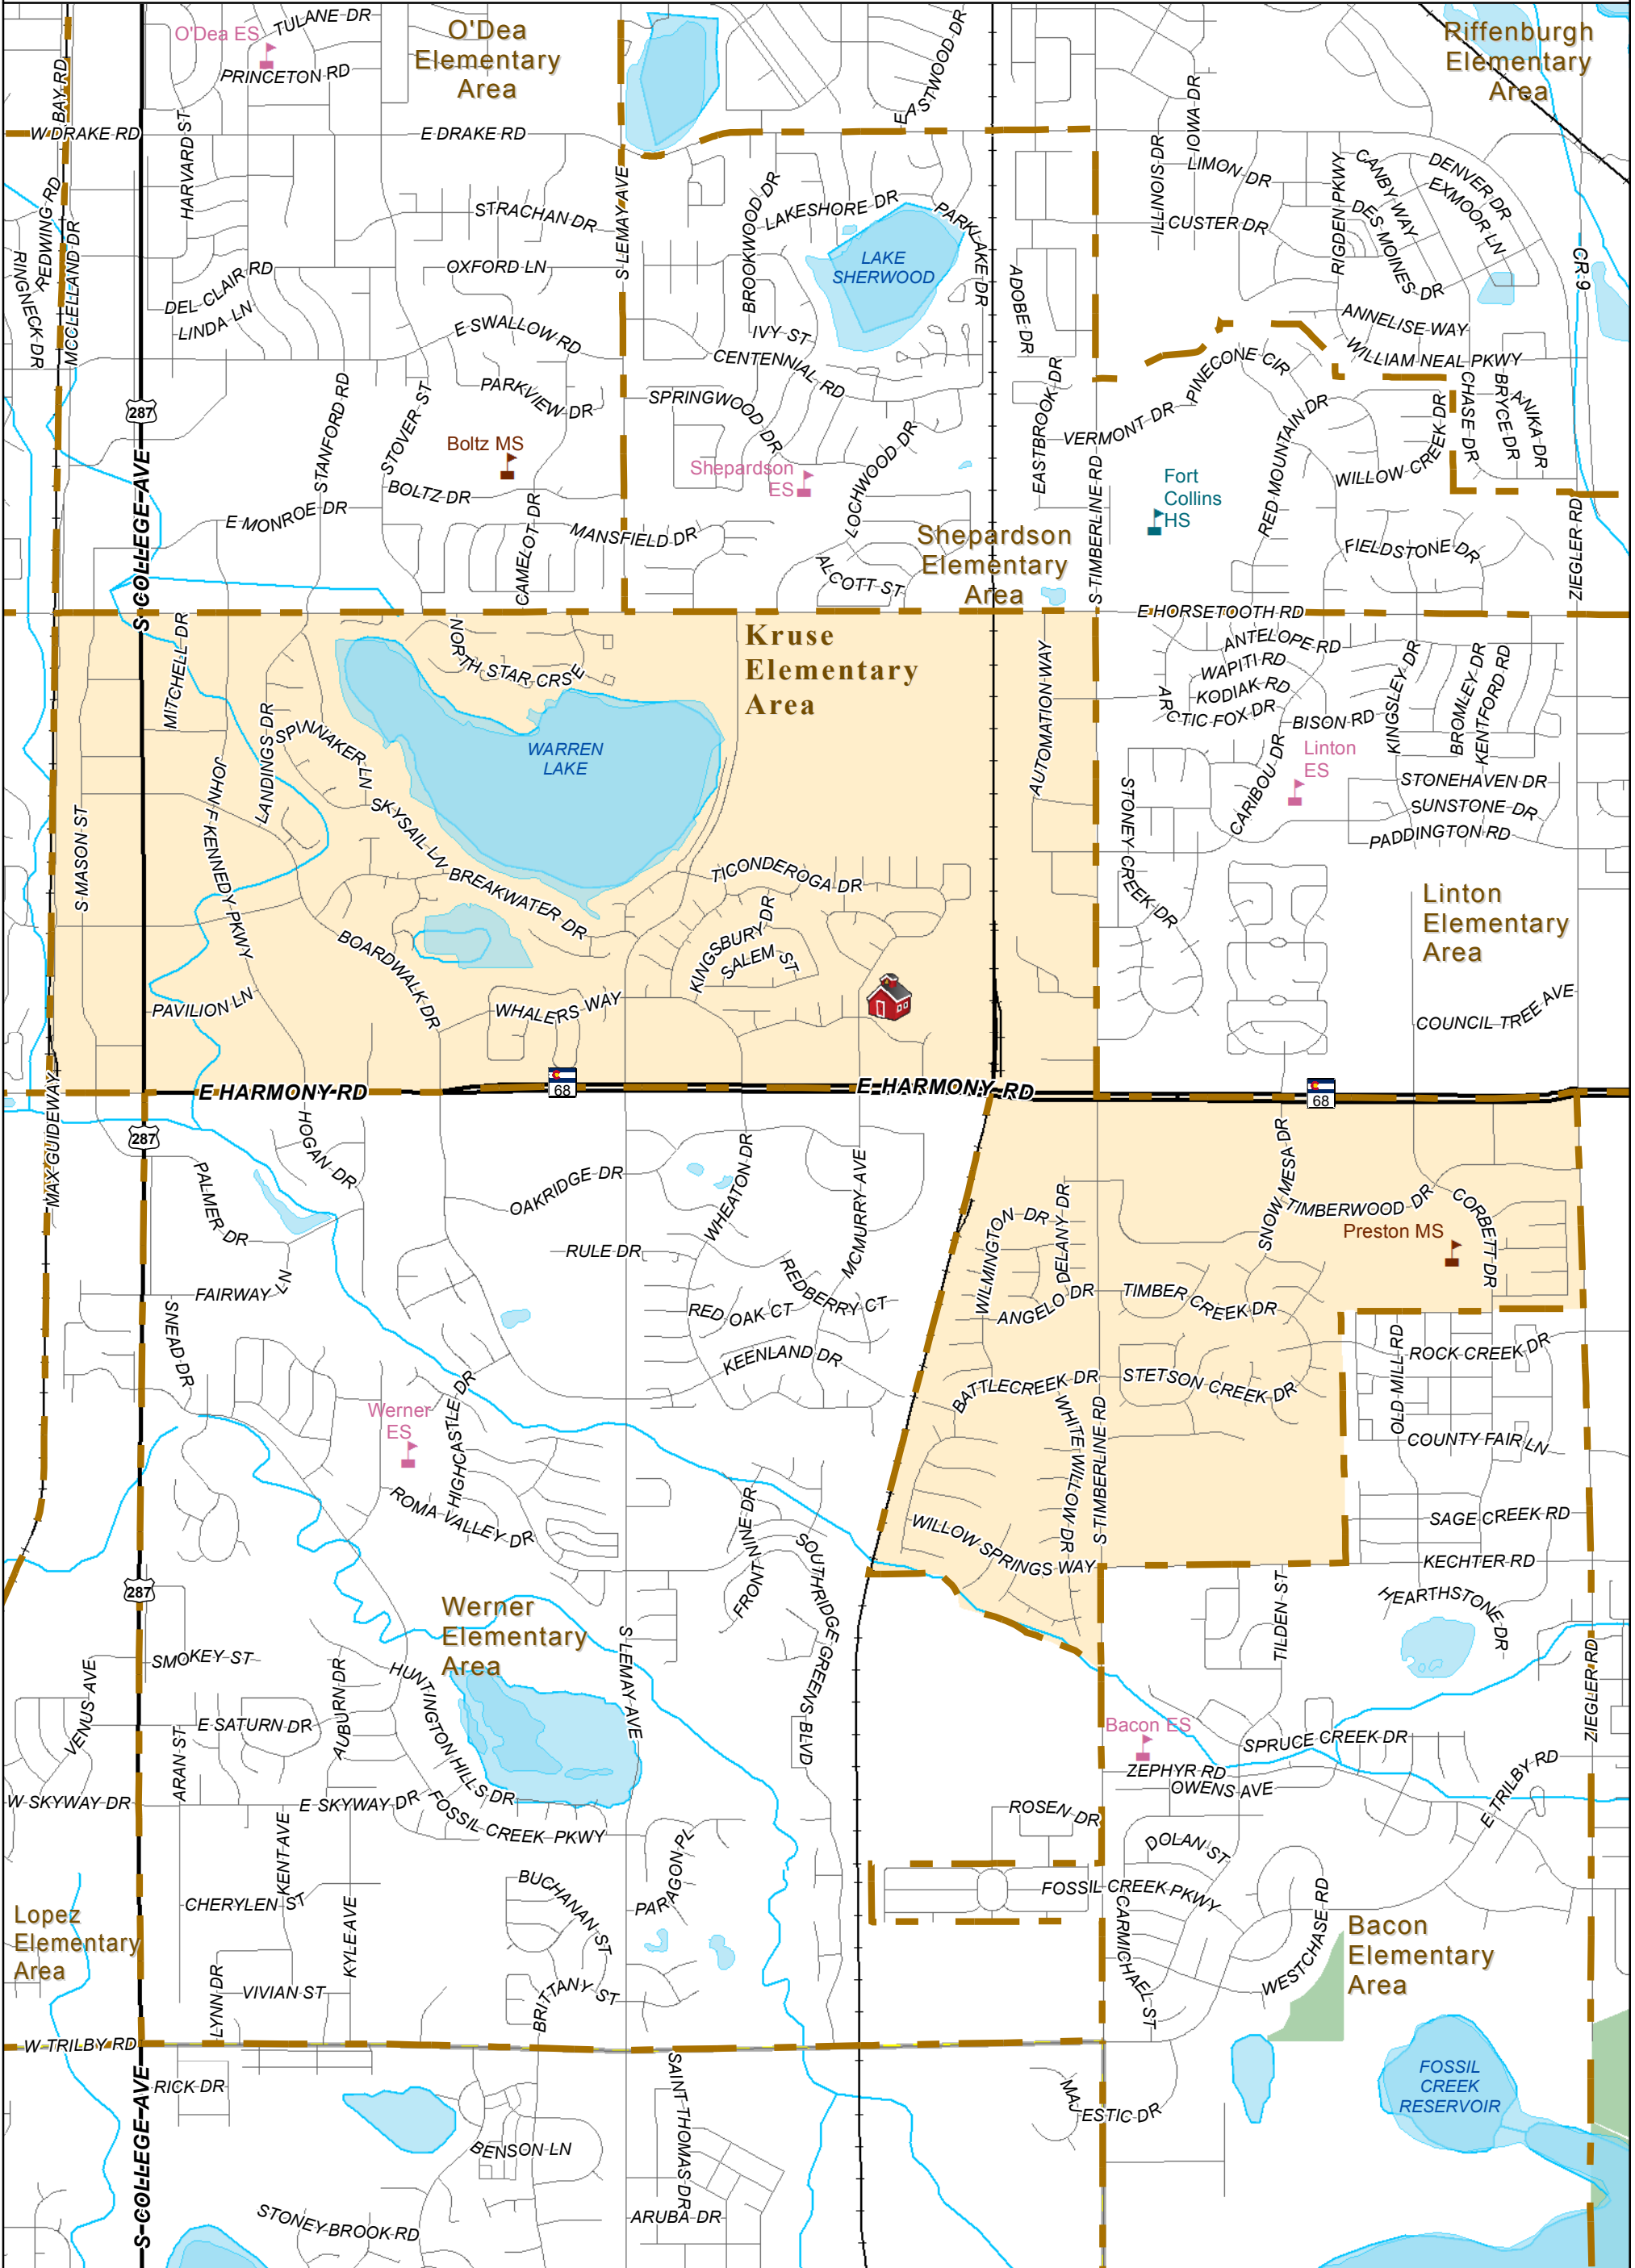 O'Dea ES
TULANE DR
PRINCETON RD
O'Dea
Elementary
Area
EASTWOOD DR
Riffenburgh
Elementary
Area
BAY RD
W DRAKE RD
E DRAKE RD
HARVARD ST
REDWING RD
RINGNECK DR
MCCLELLAND DR
STRACHAN DR
S LEMAY AVE
BROOKWOOD DR
LAKESHORE DR
PARKLAKE DR
LAKE
SHERWOOD
ADOBE DR
ILLINOIS DR
IOWA DR
LIMON DR
CUSTER DR
RIGDEN PKWY
CANBY WAY
DES MOINES DR
DENVER DR
EXMOOR LN
CR 9
OXFORD LN
DEL CLAIR RD
LINDA LN
E SWALLOW RD
IVY ST
CENTENNIAL RD
ANNELISE WAY
WILLIAM NEAL PKWY
PINECONE CIR
PARKVIEW DR
SPRINGWOOD DR
EASTBROOK DR
VERMONT DR
RED MOUNTAIN DR
WILLOW CREEK DR
CHASE DR
BRYCE DR
ANIKA DR
287
STANFORD RD
STOVER ST
Boltz MS
BOLTZ DR
Shepardson
ES
LOCHWOOD DR
S TIMBERLINE RD
Fort
Collins
HS
S COLLEGE AVE
E MONROE DR
CAMELOT DR
MANSFIELD DR
ALCOTT ST
Shepardson
Elementary
Area
FIELDSTONE DR
ZIEGLER RD
E HORSETOOTH RD
MITCHELL DR
NORTH STAR CRSE
Kruse
Elementary
Area
AUTOMATION WAY
ANTELOPE RD
WAPITI RD
KODIAK RD
ARCTIC FOX DR
BISON RD
KINGSLEY DR
BROMLEY DR
KENTFORD RD
LANDINGS DR
SPINNAKER LN
WARREN
LAKE
Linton
ES
CARIBOU DR
STONEHAVEN DR
SUNSTONE DR
PADDINGTON RD
S MASON ST
JOHN F KENNEDY PKWY
SKYSAIL LN
BREAKWATER DR
TICONDEROGA DR
STONEY CREEK DR
Linton
Elementary
Area
BOARDWALK DR
KINGSBURY DR
SALEM ST
PAVILION LN
WHALERS WAY
COUNCIL TREE AVE
E HARMONY RD
68
E HARMONY RD
68
MAX GUIDEWAY
287
HOGAN DR
PALMER DR
OAKRIDGE DR
WHEATON DR
MCMURRY AVE
RULE DR
WILMINGTON DR
DELANY DR
ANGELO DR
SNOW MESA DR
TIMBERWOOD DR
CORBETT DR
Preston MS
FAIRWAY LN
REDBERRY CT
RED OAK CT
KEENLAND DR
TIMBER CREEK DR
SNEAD DR
BATTLECREEK DR
STETSON CREEK DR
OLD MILL RD
ROCK CREEK DR
COUNTY FAIR LN
Werner
ES
HIGHCASTLE DR
ROMA VALLEY DR
WHITE WILLOW DR
S TIMBERLINE RD
SAGE CREEK RD
WILLOW SPRINGS WAY
KECHTER RD
287
FRONT NINE DR
SOUTHRIDGE GREENS BLVD
TILDEN ST
HEARTHSTONE DR
Werner
Elementary
Area
S LEMAY AVE
SMOKEY ST
VENUS AVE
E SATURN DR
AUBURN DR
HUNTINGTON HILLS DR
ARAN ST
Bacon ES
SPRUCE CREEK DR
ZIEGLER RD
ZEPHYR RD
OWENS AVE
E TRILBY RD
W SKYWAY DR
E SKYWAY DR
FOSSIL CREEK PKWY
ROSEN DR
DOLAN ST
KENT AVE
PARAGON PL
CHERYLEN ST
KYLE AVE
BUCHANAN ST
FOSSIL CREEK PKWY
CARMICHAEL ST
WESTCHASE RD
Lopez
Elementary
Area
Bacon
Elementary
Area
LYNN DR
VIVIAN ST
BRITTANY ST
W TRILBY RD
RICK DR
SAINT THOMAS DR
MAJESTIC DR
FOSSIL
CREEK
RESERVOIR
S COLLEGE AVE
BENSON LN
STONEY BROOK RD
ARUBA DR